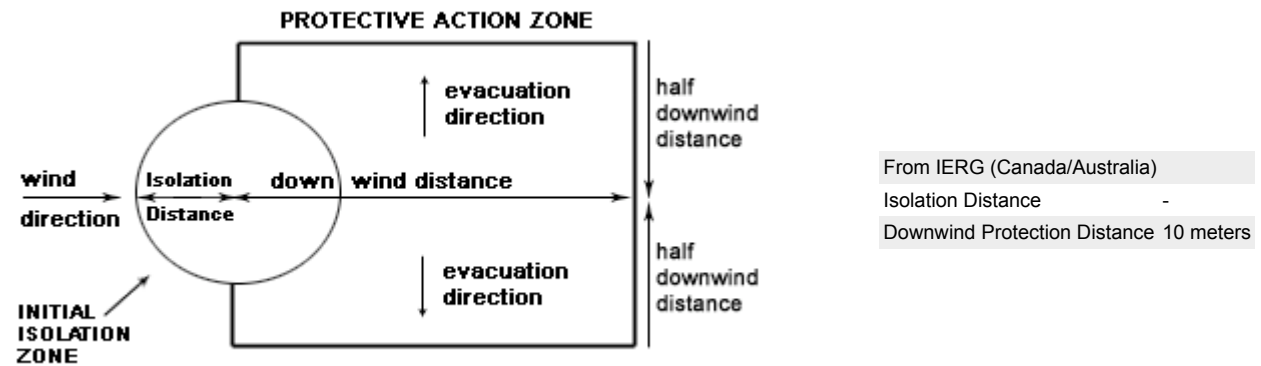 PROTECTIVE ACTION ZONE
evacuation
direction
half
downwind
distance
wind
direction
Isolation
Distance
down wind distance
evacuation
direction
half
downwind
distance
INITIAL
ISOLATION
ZONE
From IERG (Canada/Australia)
Isolation Distance -
Downwind Protection Distance 10 meters